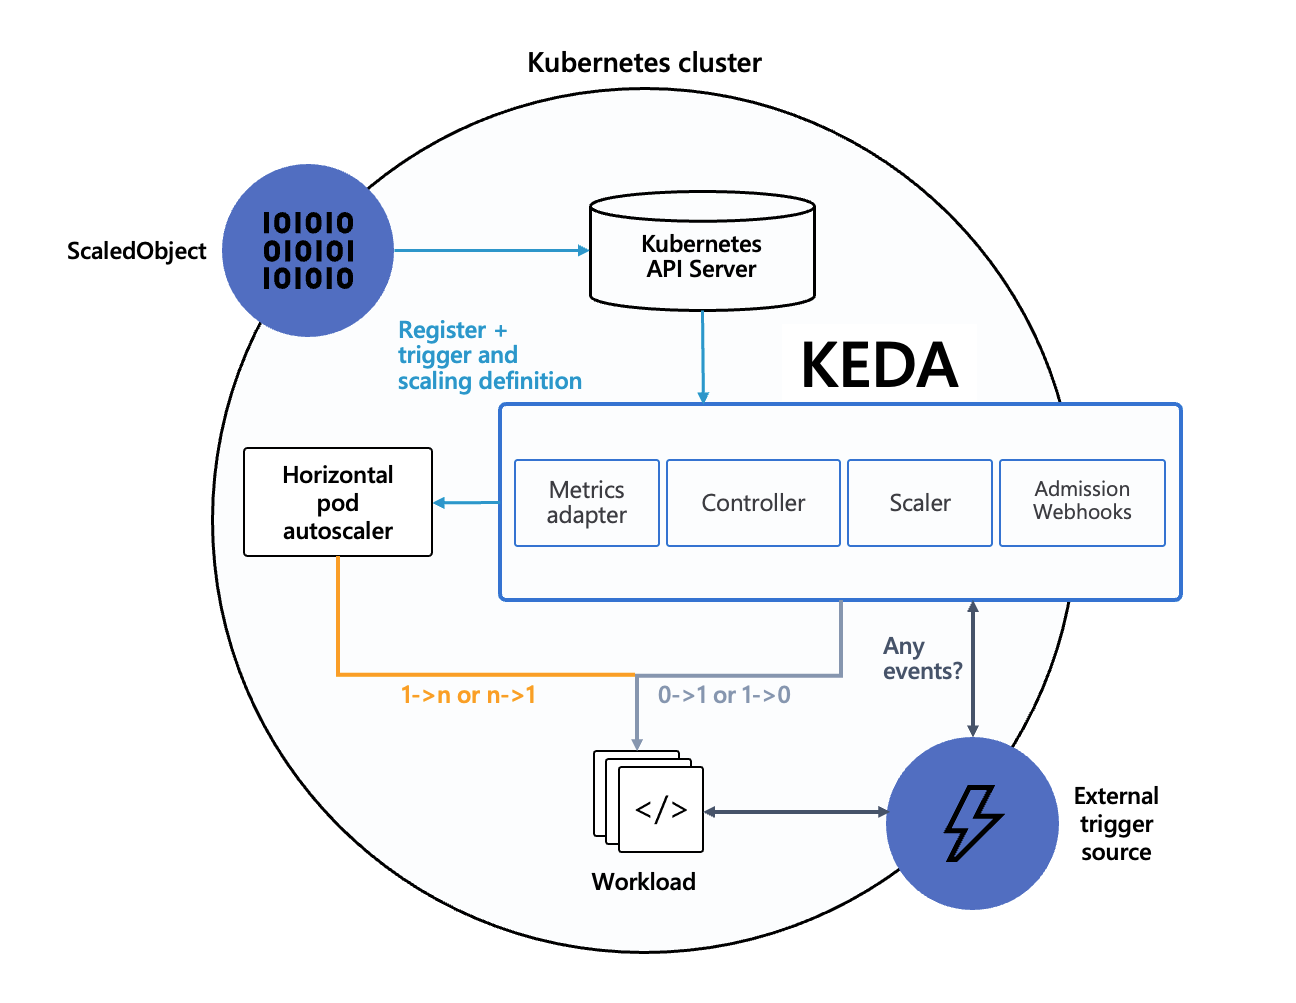 Kubernetes cluster
101010
010101
101010
ScaledObject
Kubernetes
API Server
Register +
trigger and
scaling definition
KEDA
Horizontal
pod
autoscaler
Metrics
adapter
Controller
Scaler
Admission
Webhooks
Any
events?
1->n or n->1
0->1 or 1->0
</>
Workload
External
trigger
source